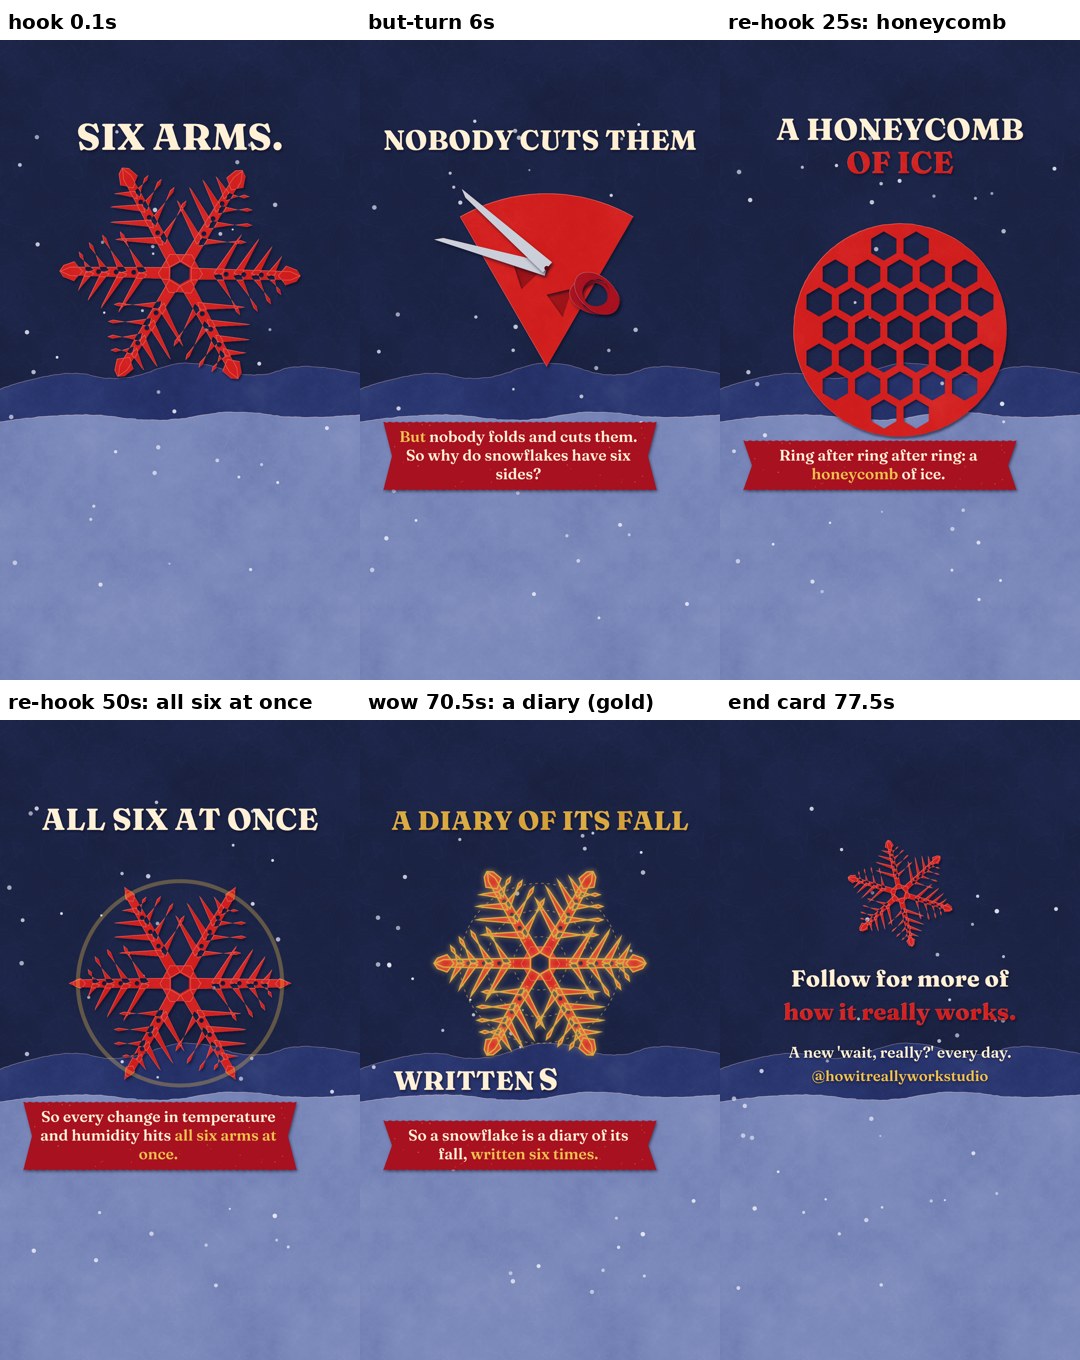 hook 0.1s
but-turn 6s
re-hook 25s: honeycomb
SIX ARMS.
NOBODY CUTS THEM
But nobody folds and cuts them.
So why do snowflakes have six
sides?
A HONEYCOMB
OF ICE
Ring after ring after ring: a
honeycomb of ice.
re-hook 50s: all six at once
wow 70.5s: a diary (gold)
end card 77.5s
ALL SIX AT ONCE
So every change in temperature
and humidity hits all six arms at
once.
A DIARY OF ITS FALL
WRITTEN S
So a snowflake is a diary of its
fall, written six times.
Follow for more of
how it really works.
A new 'wait, really?' every day.
@howitreallyworkstudio